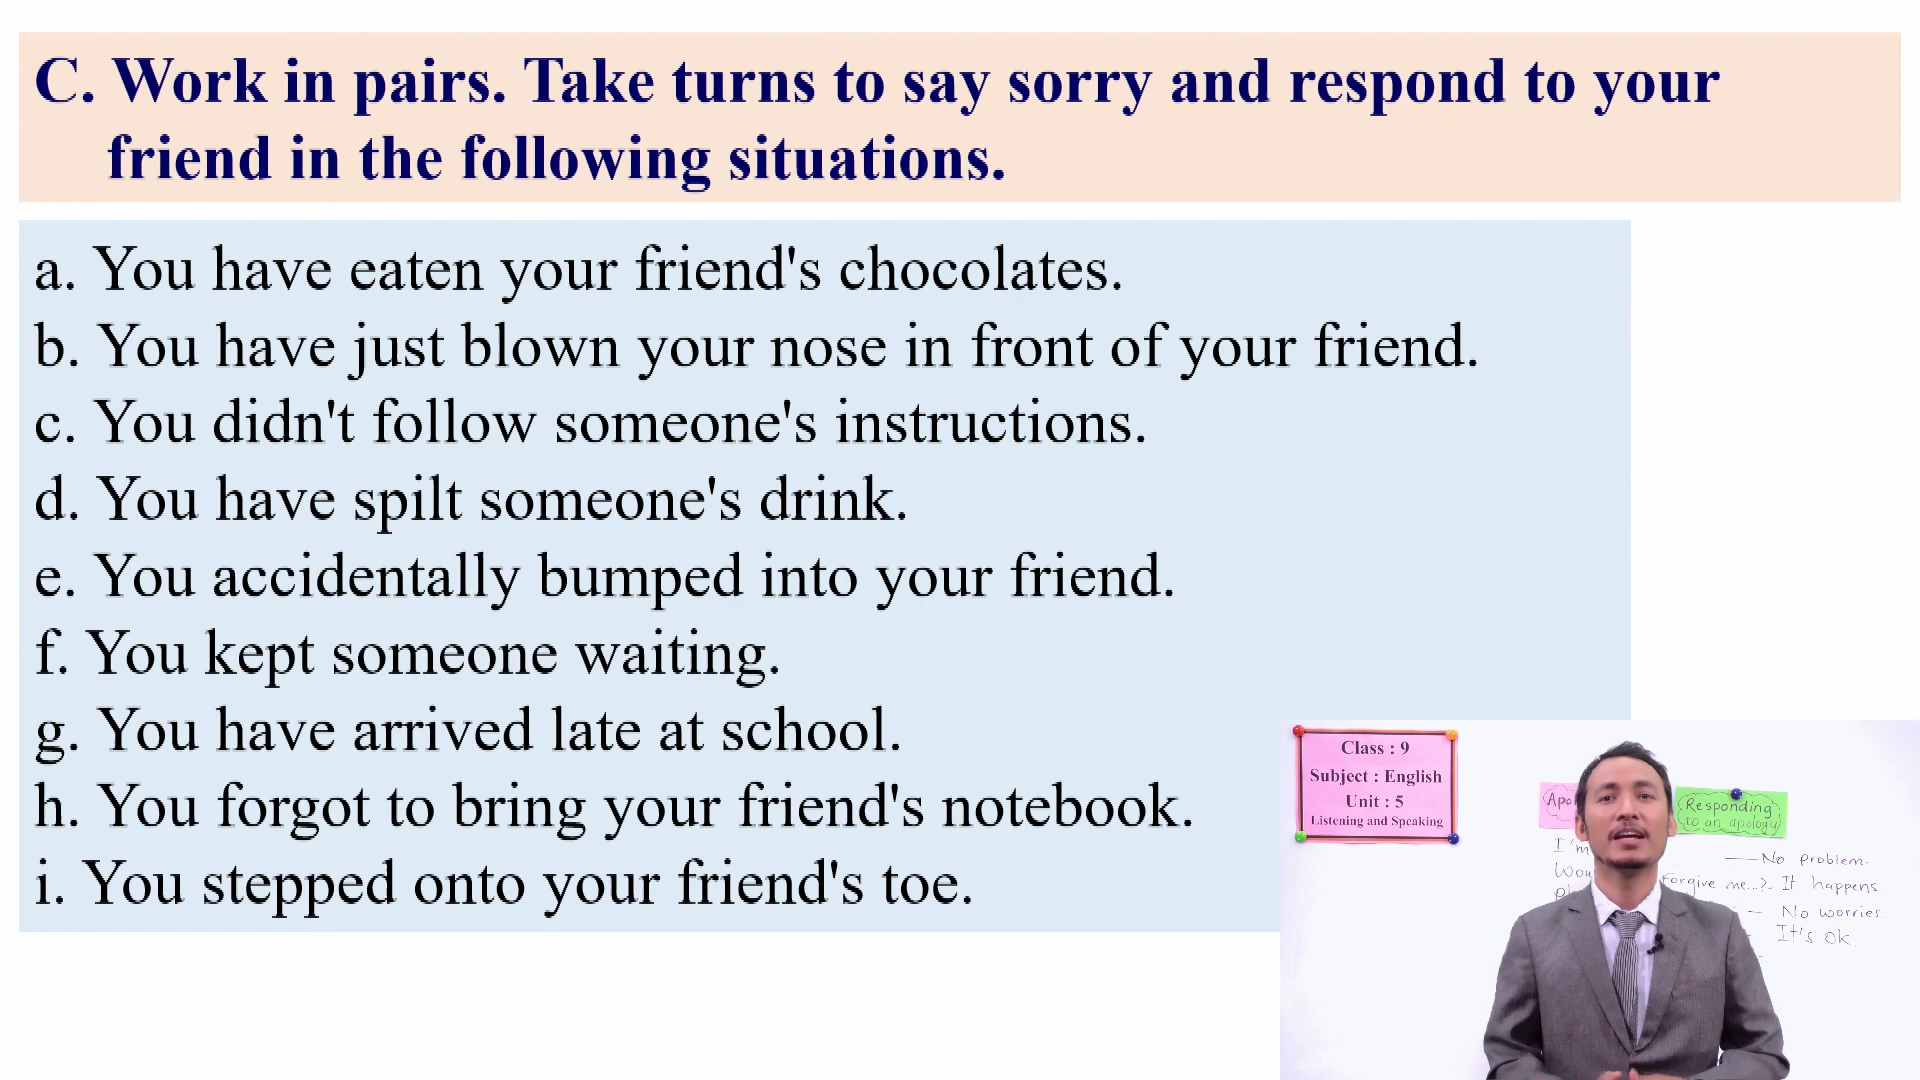 C. Work in pairs. Take turns to say sorry and respond to your
friend in the following situations.
a. You have eaten your friend's chocolates.
b. You have just blown your nose in front of your friend.
c. You didn't follow someone's instructions.
d. You have spilt someone's drink.
e. You accidentally bumped into your friend.
f. You kept someone waiting.
g. You have arrived late at school.
h. You forgot to bring your friend's notebook.
i. You stepped onto your friend's toe.
Class : 9
Subject : English
Unit : 5
Listening and Speaking
Responding
to an apology
I'm
No problem.
forgive me...?
It happens.
No worries.
It's ok.